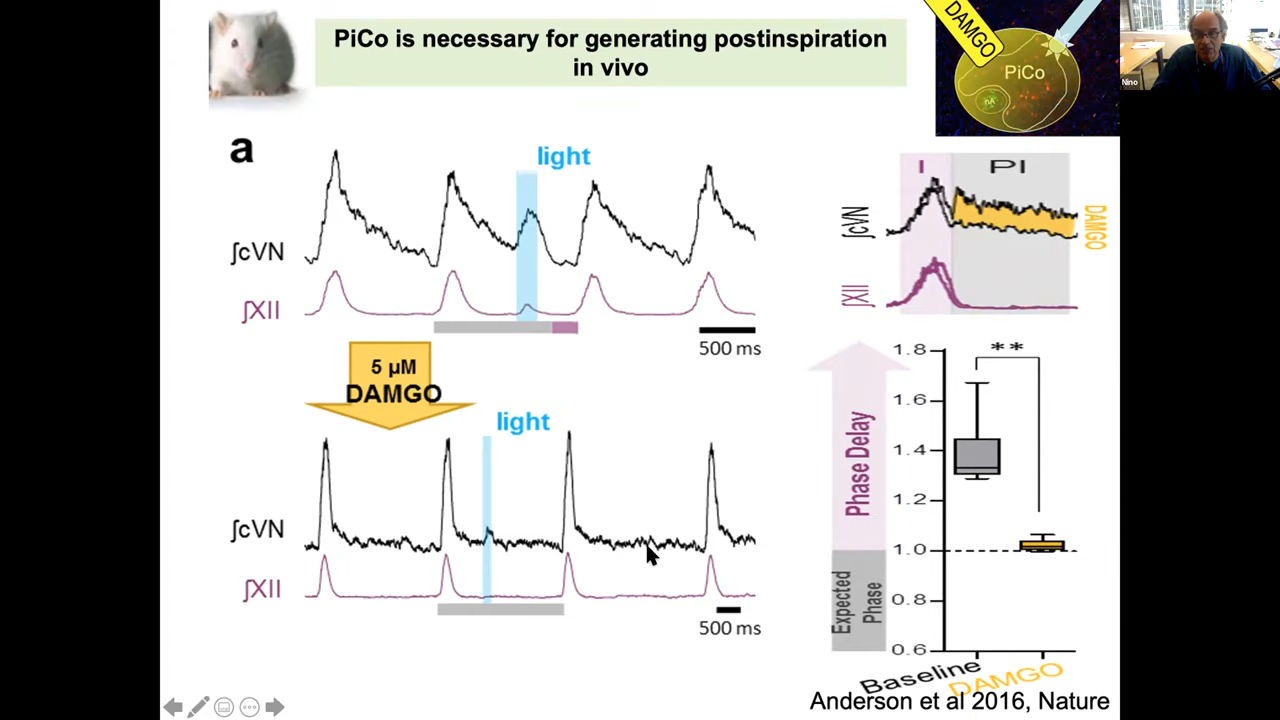 PiCo is necessary for generating postinspiration
in vivo
DAMGO
PiCo
nA
Nino
a
light
∫cVN
∫XII
500 ms
5 µM
DAMGO
light
∫cVN
∫XII
500 ms
I
PI
∫cVN
DAMGO
∫XII
**
1.8
1.6
1.4
1.2
1.0
0.8
0.6
Phase Delay
Expected
Phase
Baseline
DAMGO
Anderson et al 2016, Nature